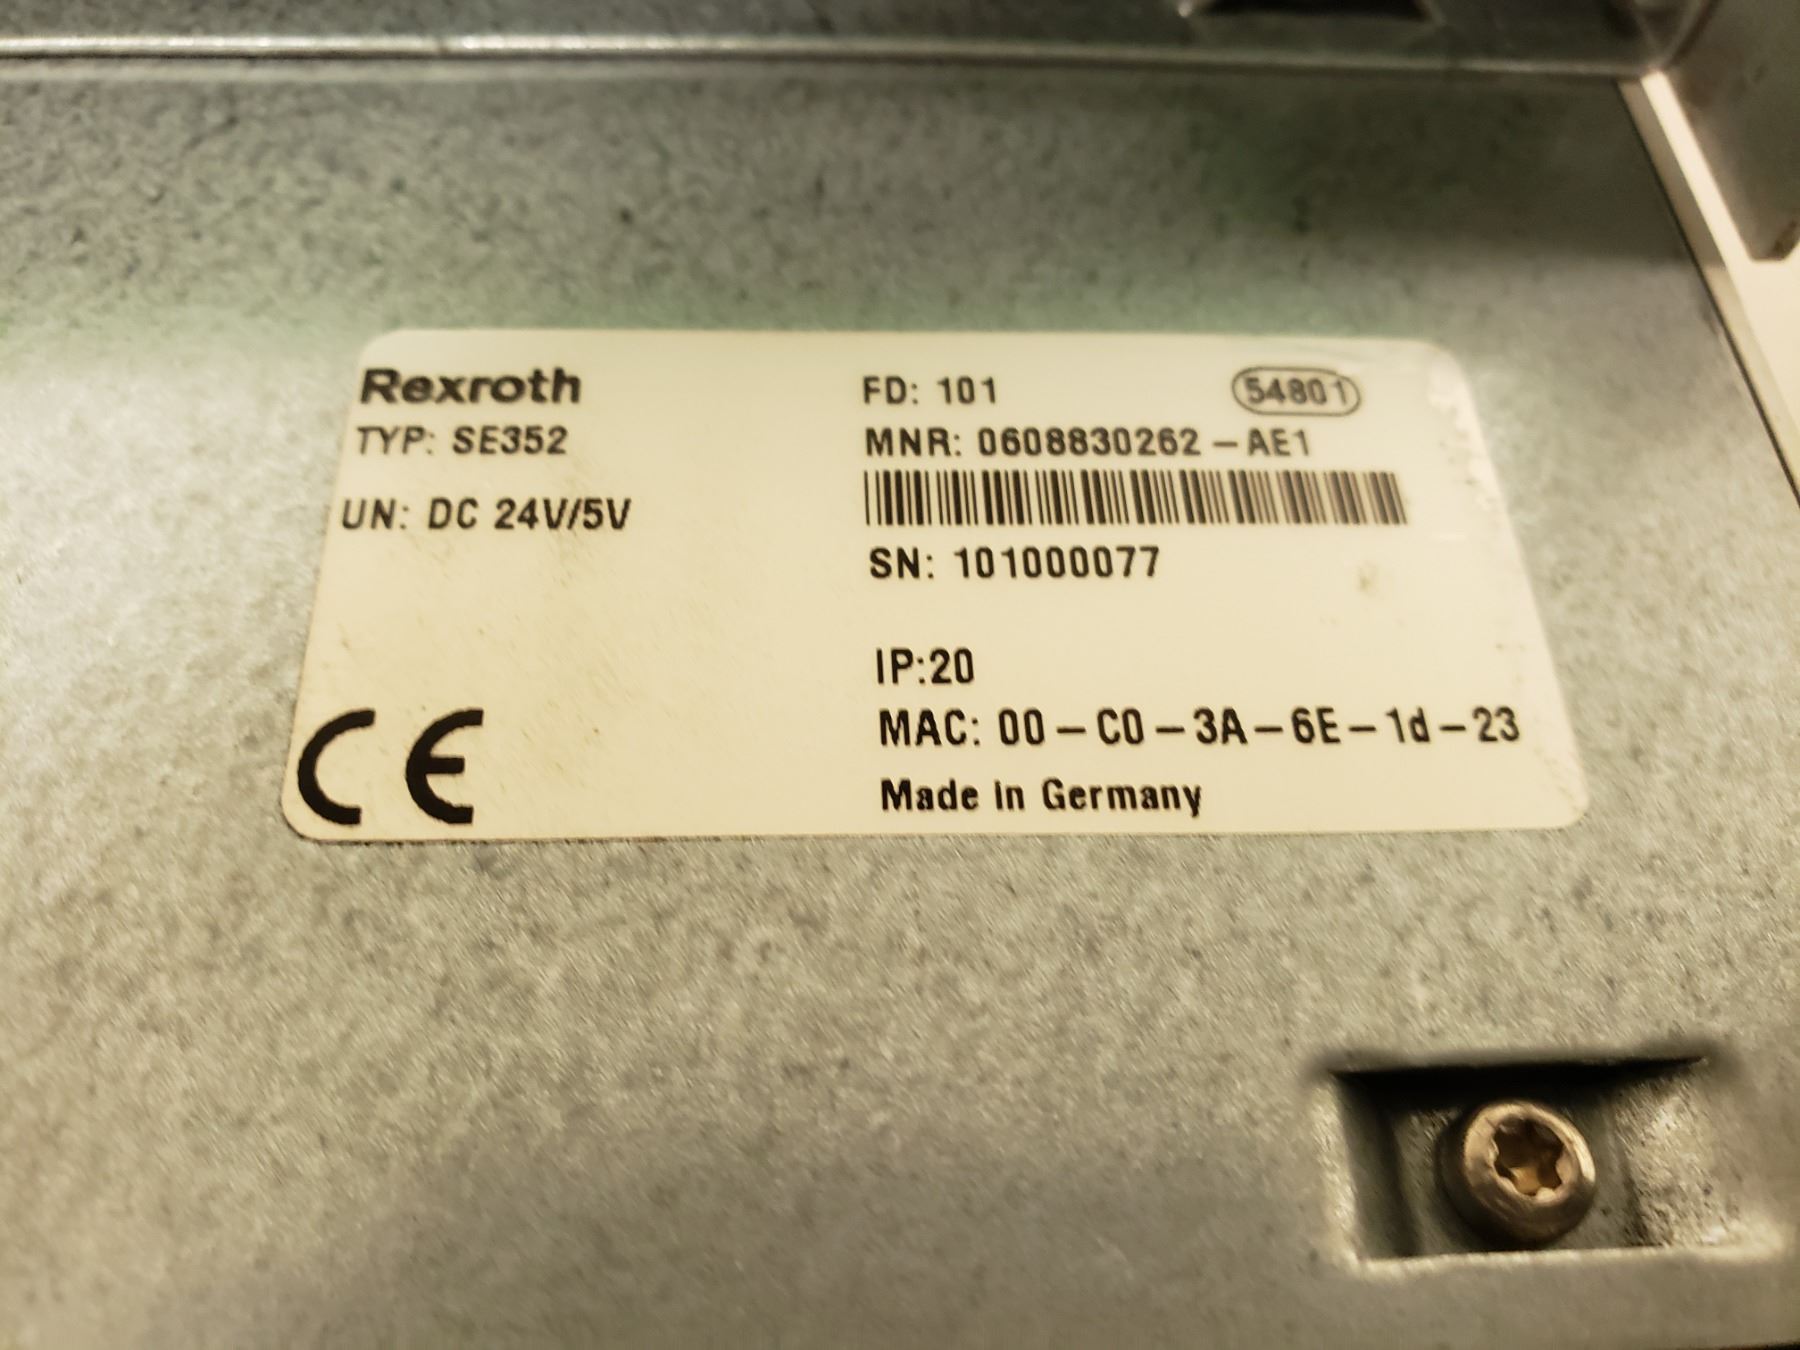 Rexroth
TYP: SE352
UN: DC 24V/5V
CE
FD: 101
54801
MNR: 0608830262-AE1
SN: 101000077
IP:20
MAC: 00-C0-3A-6E-1d-23
Made in Germany